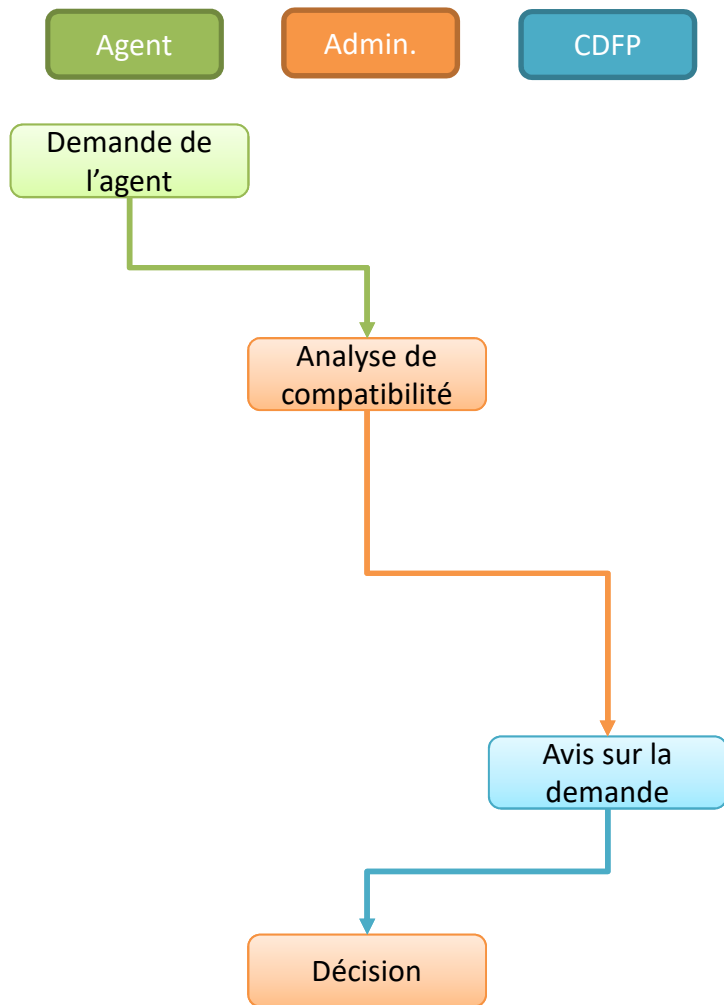 Agent
Admin.
CDFP
Demande de
l’agent
Analyse de
compatibilité
Avis sur la
demande
Décision